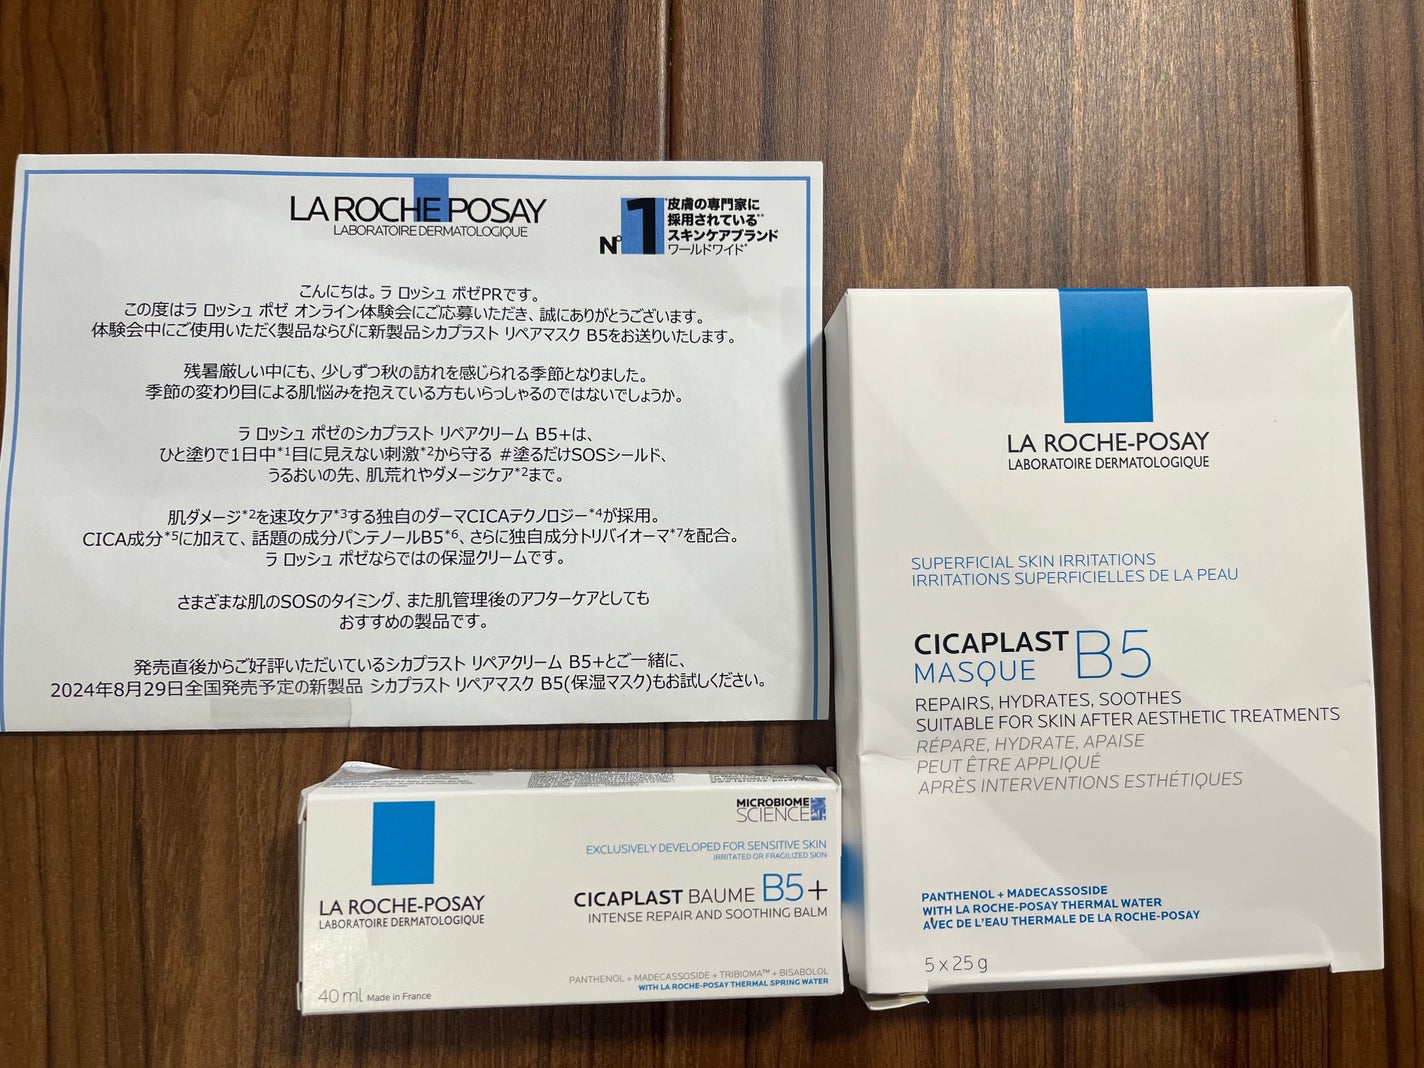 LA ROCHE POSAY
LABORATOIRE DERMATOLOGIQUE
N°1
*皮膚の専門家に
採用されている**
スキンケアブランド
ワールドワイド*
こんにちは。ラ ロッシュ ポゼPRです。
この度はラ ロッシュ ポゼ オンライン体験会にご応募いただき、誠にありがとうございます。
体験会中にご使用いただく製品ならびに新製品シカプラスト リペアマスク B5をお送りいたします。
残暑厳しい中にも、少しずつ秋の訪れを感じられる季節となりました。
季節の変わり目による肌悩みを抱えている方もいらっしゃるのではないでしょうか。
ラ ロッシュ ポゼのシカプラスト リペアクリーム B5+は、
ひと塗りで1日中*1目に見えない刺激*2から守る #塗るだけSOSシールド、
うるおいの先、肌荒れやダメージケア*2まで。
肌ダメージ*2を速攻ケア*3する独自のダーマCICAテクノロジー*4が採用。
CICA成分*5に加えて、話題の成分パンテノールB5*6、さらに独自成分トリバイオーマ*7を配合。
ラ ロッシュ ポゼならではの保湿クリームです。
さまざまな肌のSOSのタイミング、また肌管理後のアフターケアとしても
おすすめの製品です。
発売直後からご好評いただいているシカプラスト リペアクリーム B5+とご一緒に、
2024年8月29日全国発売予定の新製品 シカプラスト リペアマスク B5(保湿マスク)もお試しください。
LA ROCHE-POSAY
LABORATOIRE DERMATOLOGIQUE
SUPERFICIAL SKIN IRRITATIONS
IRRITATIONS SUPERFICIELLES DE LA PEAU
CICAPLAST B5
MASQUE
REPAIRS, HYDRATES, SOOTHES
SUITABLE FOR SKIN AFTER AESTHETIC TREATMENTS
RÉPARE, HYDRATE, APAISE
PEUT ÊTRE APPLIQUÉ
APRÈS INTERVENTIONS ESTHÉTIQUES
PANTHENOL + MADECASSOSIDE
WITH LA ROCHE-POSAY THERMAL WATER
AVEC DE L'EAU THERMALE DE LA ROCHE-POSAY
5 x 25 g
MICROBIOME
SCIENCE
EXCLUSIVELY DEVELOPED FOR SENSITIVE SKIN
IRRITATED OR FRAGILIZED SKIN
LA ROCHE-POSAY
LABORATOIRE DERMATOLOGIQUE
CICAPLAST BAUME B5+
INTENSE REPAIR AND SOOTHING BALM
PANTHENOL + MADECASSOSIDE + TRIBIOMA™ + BISABOLOL
WITH LA ROCHE-POSAY THERMAL SPRING WATER
40 ml Made in France